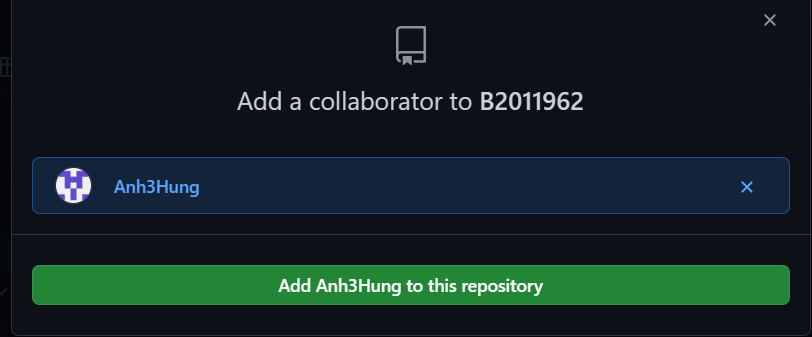 Add a collaborator to B2011962
Anh3Hung
Add Anh3Hung to this repository